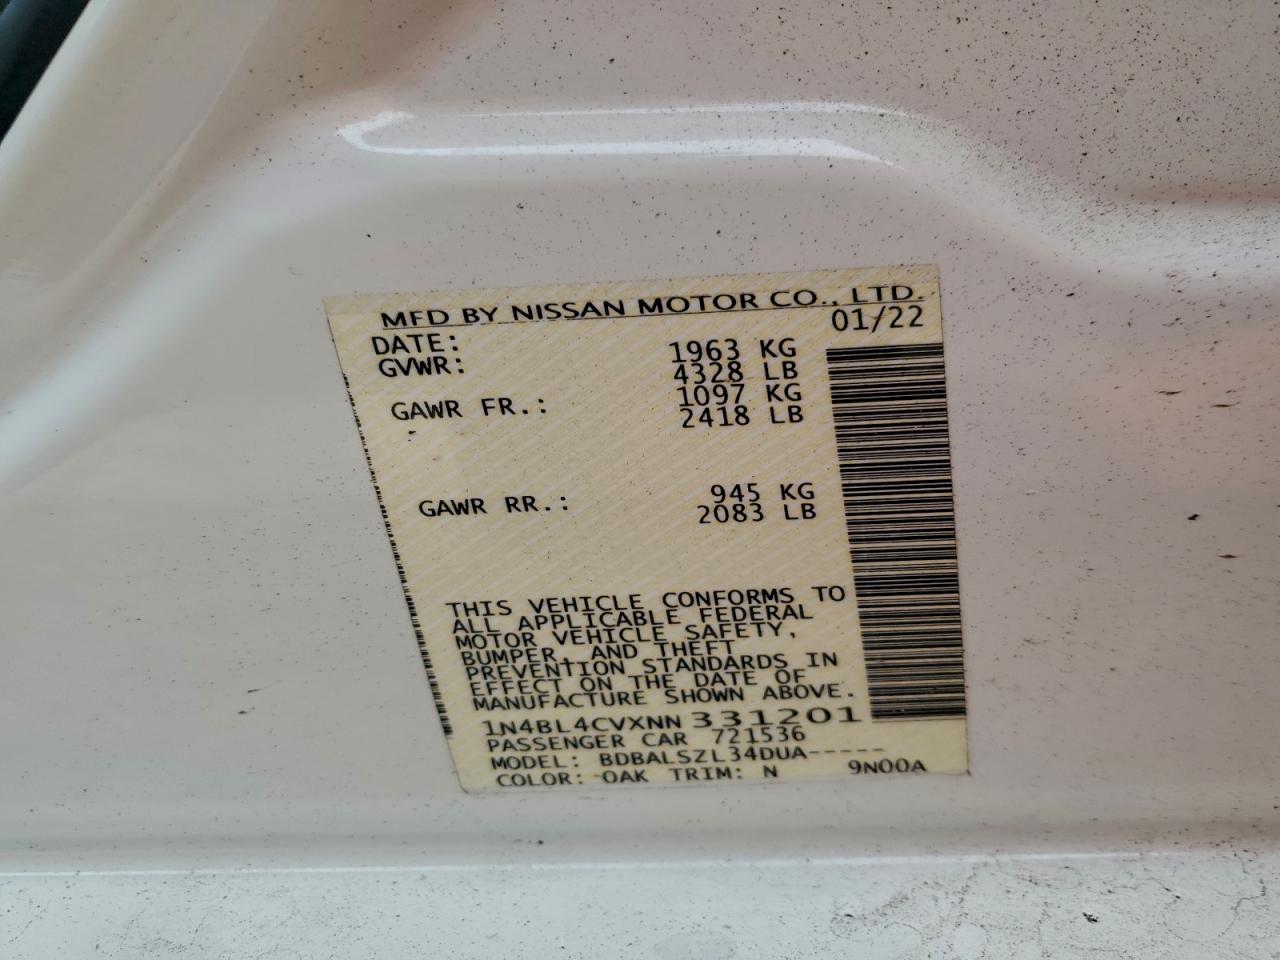 MFD BY NISSAN MOTOR CO., LTD.
DATE: 01/22
GVWR: 1963 KG
4328 LB
GAWR FR.: 1097 KG
2418 LB
GAWR RR.: 945 KG
2083 LB
THIS VEHICLE CONFORMS TO
ALL APPLICABLE FEDERAL
MOTOR VEHICLE SAFETY,
BUMPER, AND THEFT
PREVENTION STANDARDS IN
EFFECT ON THE DATE OF
MANUFACTURE SHOWN ABOVE.
1N4BL4CVXNN331201
PASSENGER CAR 721536
MODEL: BDBALSZL34DUA-----
COLOR: QAK TRIM: N 9N00A